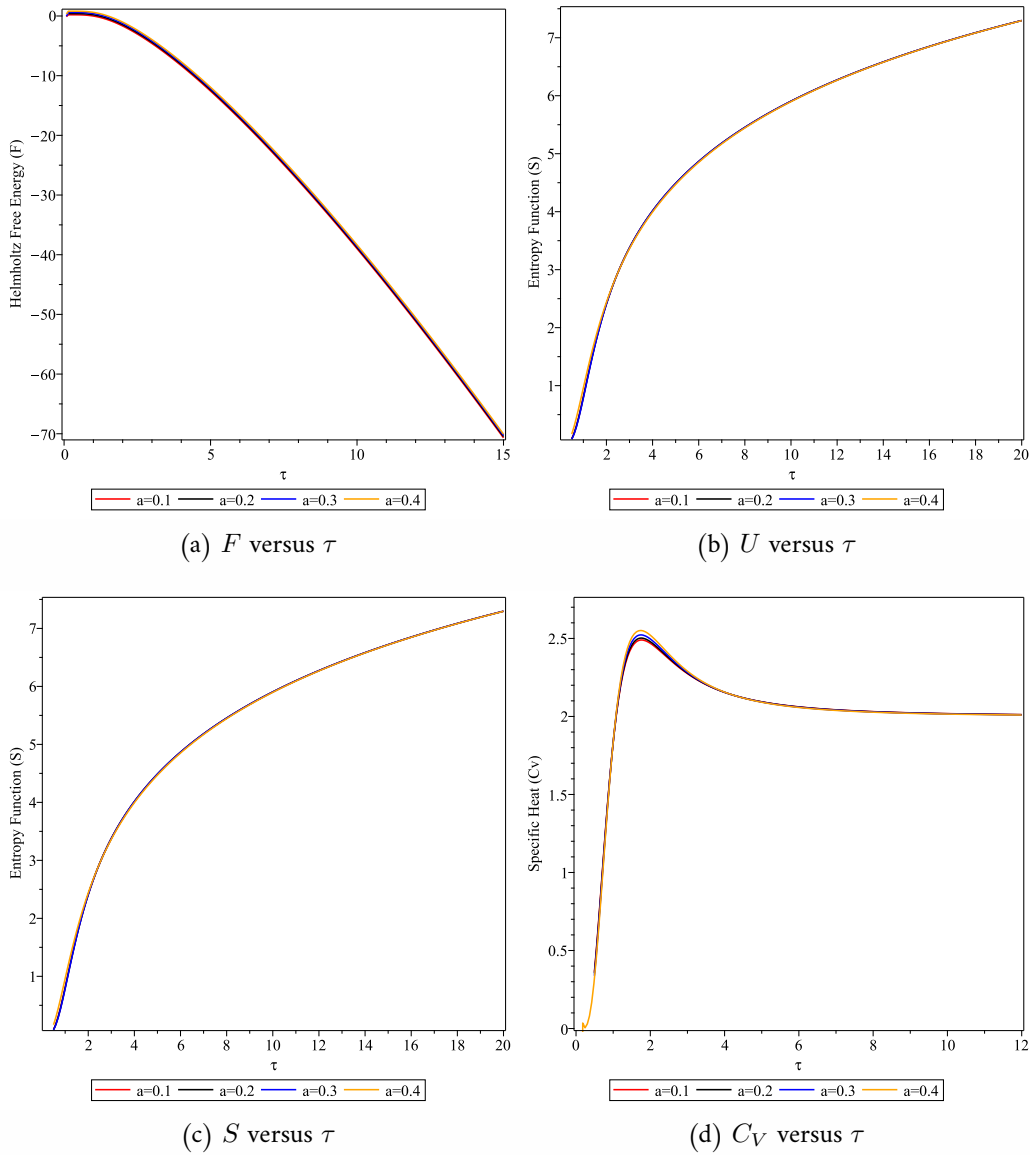 Helmholtz Free Energy (F)
0
−10
−20
−30
−40
−50
−60
−70
0 5 10 15
τ
a=0.1 a=0.2 a=0.3 a=0.4
(a) F versus τ
Entropy Function (S)
7
6
5
4
3
2
1
2 4 6 8 10 12 14 16 18 20
τ
a=0.1 a=0.2 a=0.3 a=0.4
(b) U versus τ
Entropy Function (S)
7
6
5
4
3
2
1
2 4 6 8 10 12 14 16 18 20
τ
a=0.1 a=0.2 a=0.3 a=0.4
(c) S versus τ
Specific Heat (Cv)
2.5
2
1.5
1
0.5
0
0 2 4 6 8 10 12
τ
a=0.1 a=0.2 a=0.3 a=0.4
(d) C_V versus τ